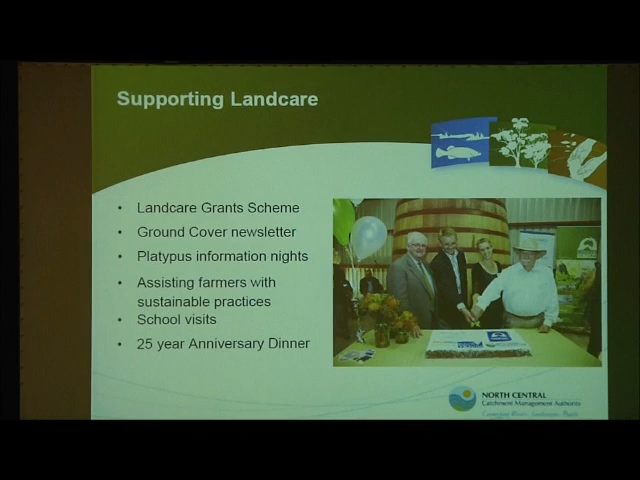 Supporting Landcare
• Landcare Grants Scheme
• Ground Cover newsletter
• Platypus information nights
• Assisting farmers with
sustainable practices
• School visits
• 25 year Anniversary Dinner
NORTH CENTRAL
Catchment Management Authority